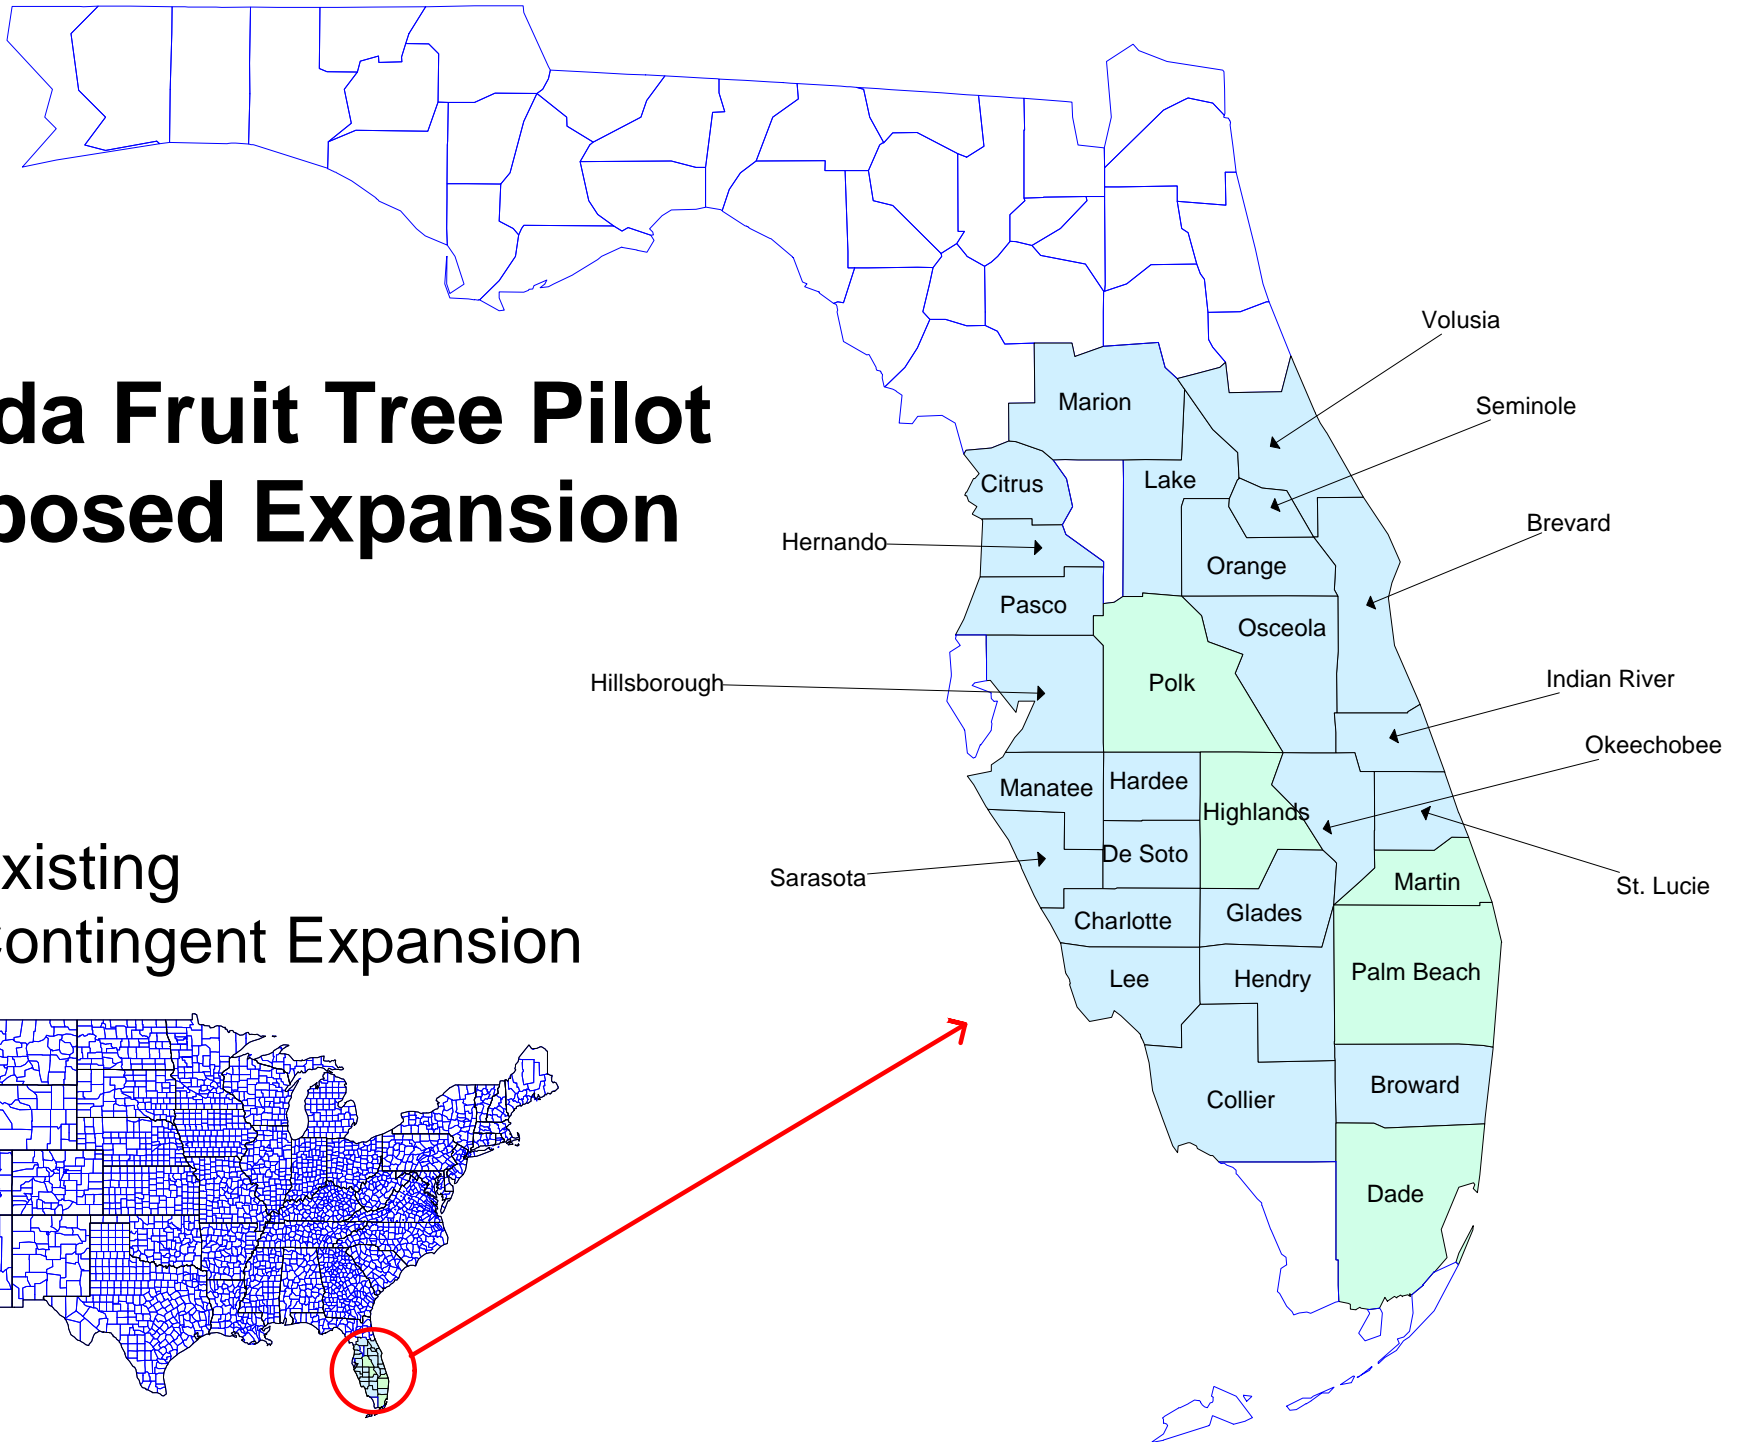 da Fruit Tree Pilot
posed Expansion
xisting
Contingent Expansion
Volusia
Seminole
Brevard
Indian River
Okeechobee
St. Lucie
Hernando
Hillsborough
Sarasota
Marion
Citrus
Lake
Orange
Pasco
Osceola
Polk
Manatee
Hardee
Highlands
De Soto
Martin
Charlotte
Glades
Lee
Hendry
Palm Beach
Collier
Broward
Dade